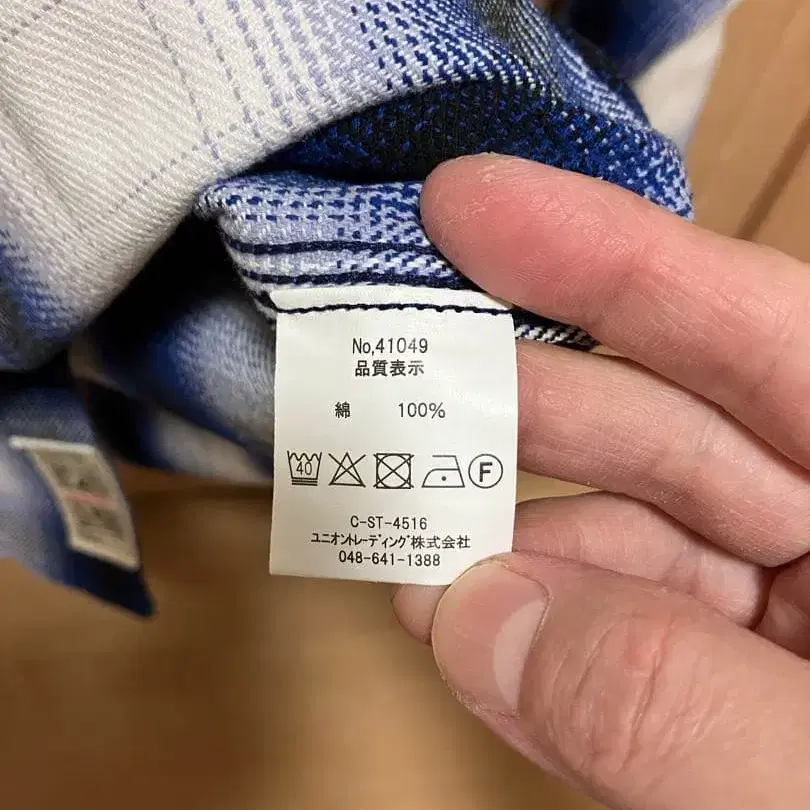 No,41049
品質表示
綿 100%
40 F
C-ST-4516
ユニオントレーディング株式会社
048-641-1388